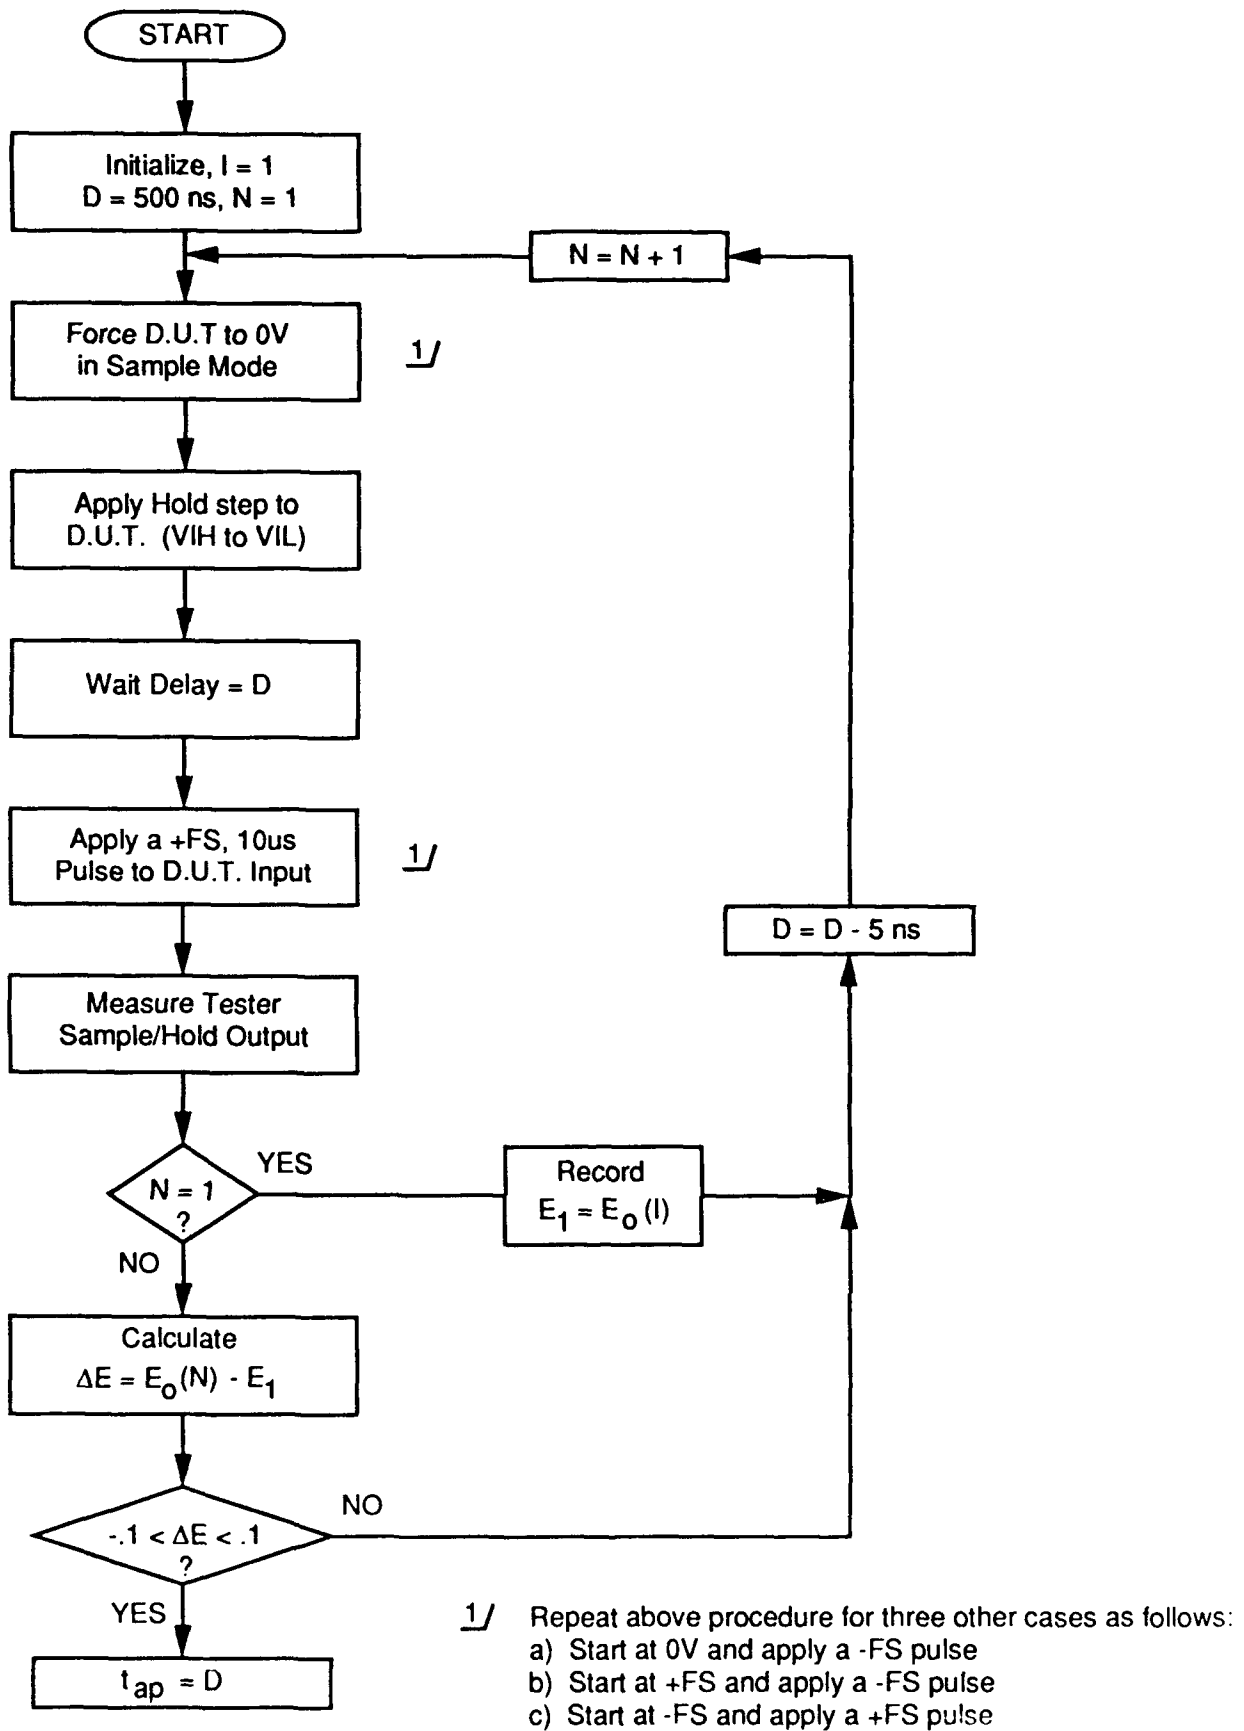 START
Initialize, I = 1
D = 500 ns, N = 1
N = N + 1
Force D.U.T to 0V
in Sample Mode
1/
Apply Hold step to
D.U.T. (VIH to VIL)
Wait Delay = D
Apply a +FS, 10us
Pulse to D.U.T. Input
1/
D = D - 5 ns
Measure Tester
Sample/Hold Output
N = 1
?
YES
Record
E1 = Eo (I)
NO
Calculate
ΔE = Eo (N) - E1
-.1 < ΔE < .1
?
NO
YES
tap = D
1/ Repeat above procedure for three other cases as follows:
a) Start at 0V and apply a -FS pulse
b) Start at +FS and apply a -FS pulse
c) Start at -FS and apply a +FS pulse